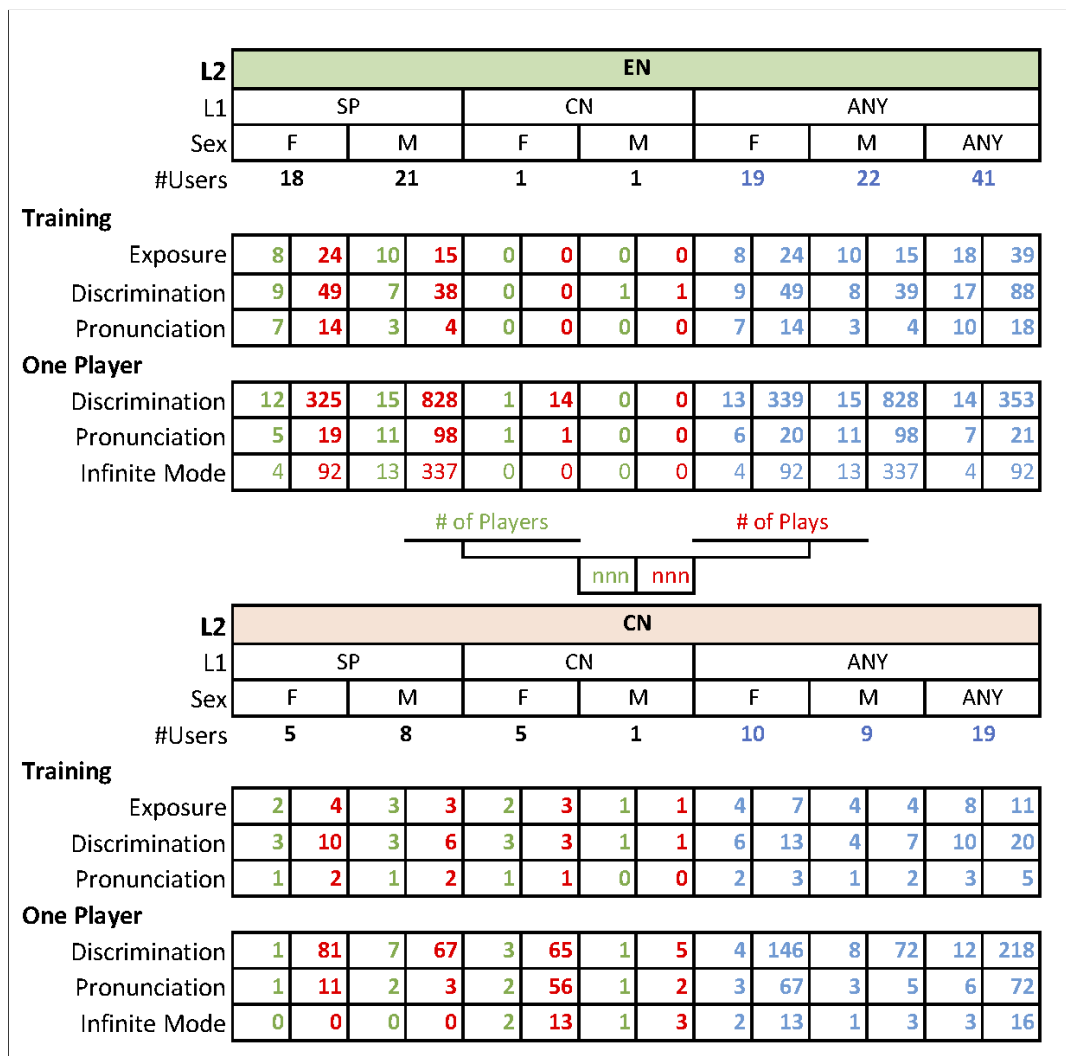 L2 EN
L1 SP CN ANY
Sex F M F M F M ANY
#Users 18 21 1 1 19 22 41
Training
Exposure 8 24 10 15 0 0 0 0 8 24 10 15 18 39
Discrimination 9 49 7 38 0 0 1 1 9 49 8 39 17 88
Pronunciation 7 14 3 4 0 0 0 0 7 14 3 4 10 18
One Player
Discrimination 12 325 15 828 1 14 0 0 13 339 15 828 14 353
Pronunciation 5 19 11 98 1 1 0 0 6 20 11 98 7 21
Infinite Mode 4 92 13 337 0 0 0 0 4 92 13 337 4 92
# of Players # of Plays
nnn nnn
L2 CN
L1 SP CN ANY
Sex F M F M F M ANY
#Users 5 8 5 1 10 9 19
Training
Exposure 2 4 3 3 2 3 1 1 4 7 4 4 8 11
Discrimination 3 10 3 6 3 3 1 1 6 13 4 7 10 20
Pronunciation 1 2 1 2 1 1 0 0 2 3 1 2 3 5
One Player
Discrimination 1 81 7 67 3 65 1 5 4 146 8 72 12 218
Pronunciation 1 11 2 3 2 56 1 2 3 67 3 5 6 72
Infinite Mode 0 0 0 0 2 13 1 3 2 13 1 3 3 16